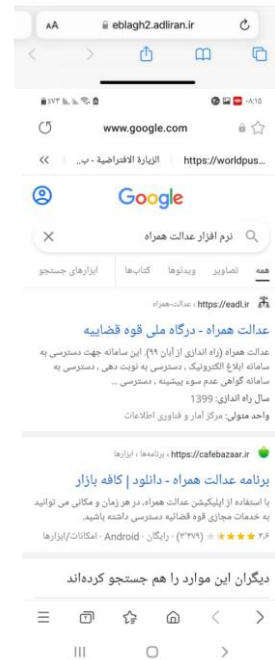 AA eblagh2.adliran.ir
۰۸:۱۵ ٪۷۳
www.google.com
https://worldpus... الزيارة الافتراضية - ب..
Google
نرم افزار عدالت همراه
همه تصاویر ویدئوها کتاب‌ها ابزارهای جستجو
https://eadl.ir › عدالت-همراه
عدالت همراه - درگاه ملی قوه قضاییه
عدالت همراه (راه اندازی از آبان ۹۹). این سامانه جهت دسترسی به
سامانه ابلاغ الکترونیک , دسترسی به نوبت دهی , دسترسی به
سامانه گواهی عدم سوء پیشینه , دسترسی ...
سال راه اندازی: 1399
واحد متولی: مرکز آمار و فناوری اطلاعات
https://cafebazaar.ir › برنامه‌ها › ابزارها
برنامه عدالت همراه - دانلود | کافه بازار
با استفاده از اپلیکیشن عدالت همراه، در هر زمان و مکانی می توانید
به خدمات مجازی قوه قضائیه دسترسی داشته باشید.
۳٫۶ (۳٬۳۷۹) · رایگان · Android · امکانات/ابزارها
دیگران این موارد را هم جستجو کرده‌اند